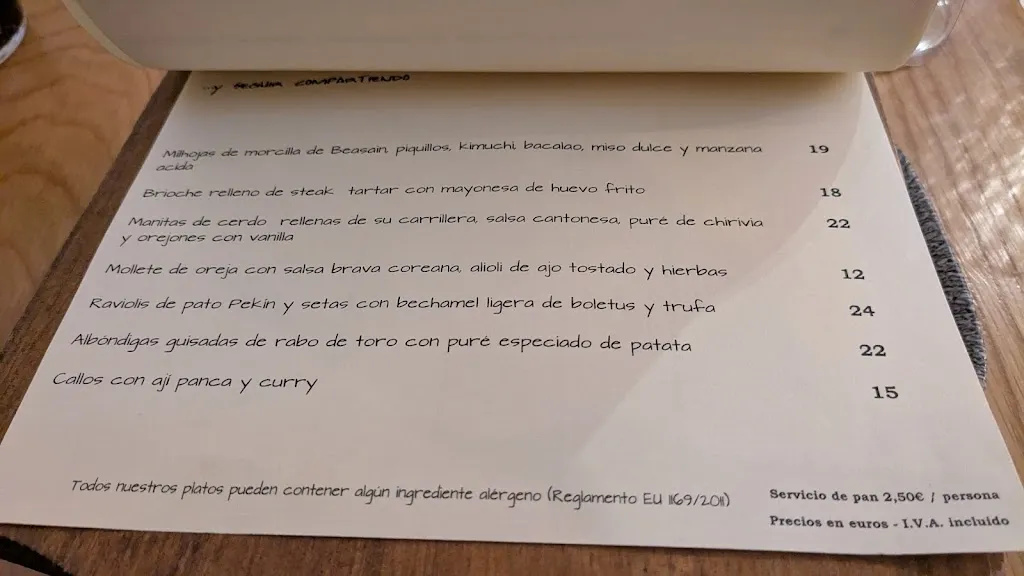 ...y SEGUIR COMPARTIENDO
Milhojas de morcilla de Beasain, piquillos, kimuchi, bacalao, miso dulce y manzana 19
acida
Brioche relleno de steak tartar con mayonesa de huevo frito 18
Manitas de cerdo rellenas de su carrillera, salsa cantonesa, puré de chirivia 22
y orejones con vanilla
Mollete de oreja con salsa brava coreana, alioli de ajo tostado y hierbas 12
Raviolis de pato Pekín y setas con bechamel ligera de boletus y trufa 24
Albóndigas guisadas de rabo de toro con puré especiado de patata 22
Callos con ají panca y curry 15
Todos nuestros platos pueden contener algún ingrediente alérgeno (Reglamento EU 1169/2011)
Servicio de pan 2,50€ / persona
Precios en euros - I.V.A. incluido